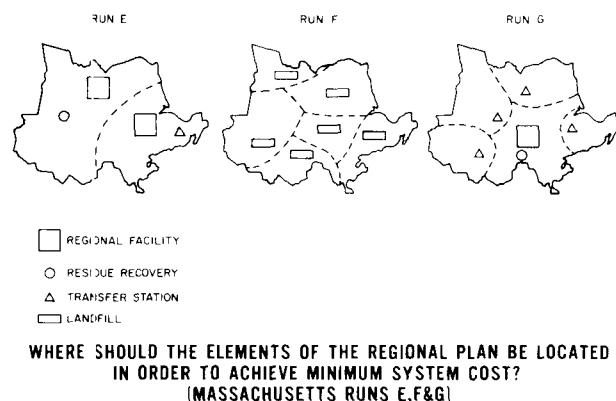 RUN E
RUN F
RUN G
REGIONAL FACILITY
RESIDUE RECOVERY
TRANSFER STATION
LANDFILL
WHERE SHOULD THE ELEMENTS OF THE REGIONAL PLAN BE LOCATED
IN ORDER TO ACHIEVE MINIMUM SYSTEM COST?
(MASSACHUSETTS RUNS E,F&G)